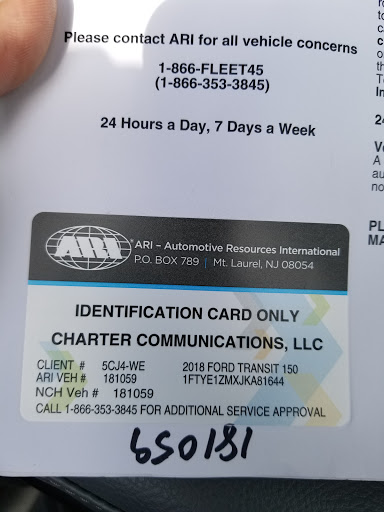 Please contact ARI for all vehicle concerns
1-866-FLEET45
(1-866-353-3845)
24 Hours a Day, 7 Days a Week
ARI
® ARI – Automotive Resources International
P.O. BOX 789 | Mt. Laurel, NJ 08054
IDENTIFICATION CARD ONLY
CHARTER COMMUNICATIONS, LLC
CLIENT # 5CJ4-WE 2018 FORD TRANSIT 150
ARI VEH # 181059 1FTYE1ZMXJKA81644
NCH Veh # 181059
CALL 1-866-353-3845 FOR ADDITIONAL SERVICE APPROVAL
181059